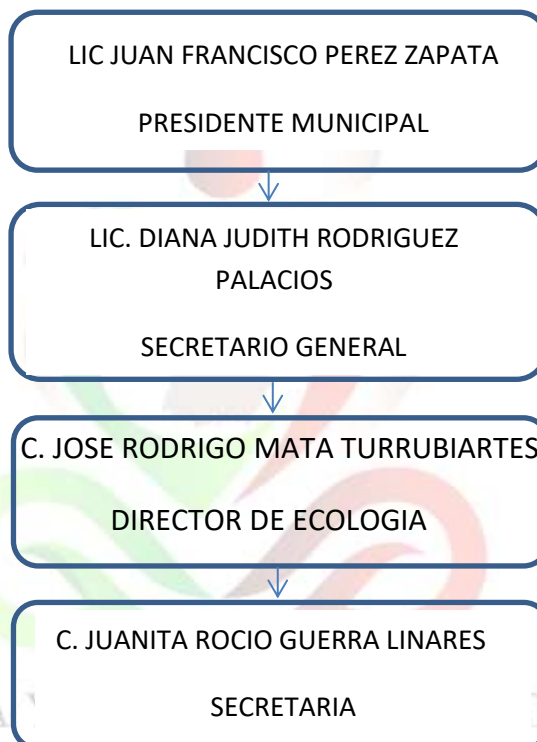 LIC JUAN FRANCISCO PEREZ ZAPATA
PRESIDENTE MUNICIPAL
LIC. DIANA JUDITH RODRIGUEZ
PALACIOS
SECRETARIO GENERAL
C. JOSE RODRIGO MATA TURRUBIARTES
DIRECTOR DE ECOLOGIA
C. JUANITA ROCIO GUERRA LINARES
SECRETARIA